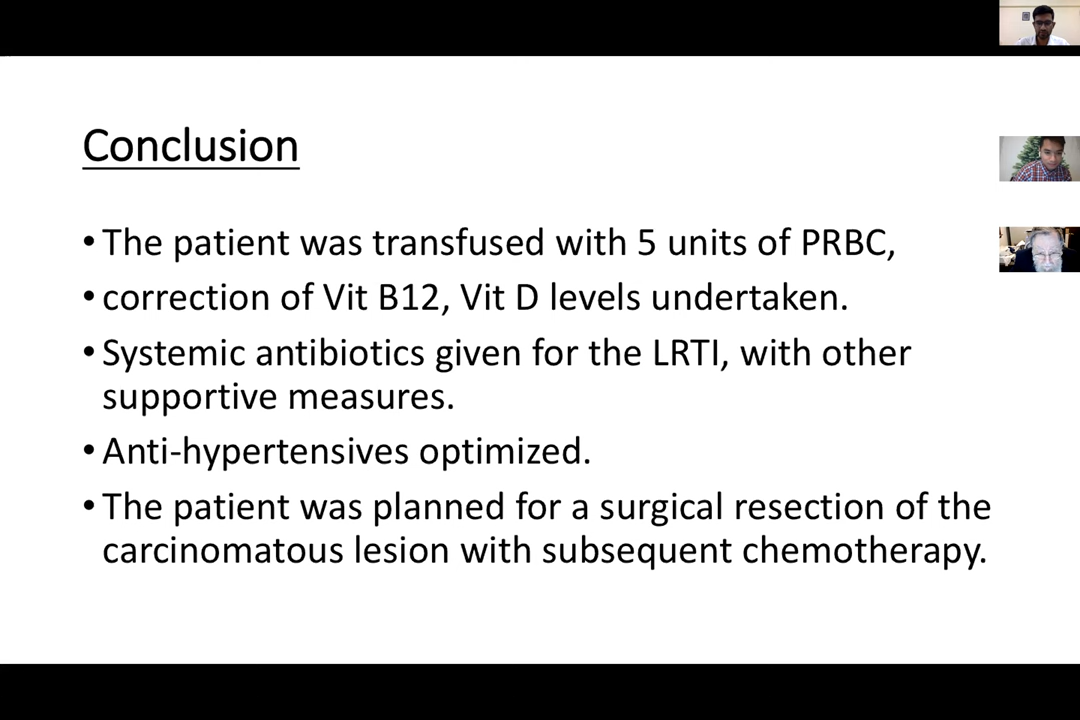 Conclusion
• The patient was transfused with 5 units of PRBC,
• correction of Vit B12, Vit D levels undertaken.
• Systemic antibiotics given for the LRTI, with other
supportive measures.
• Anti-hypertensives optimized.
• The patient was planned for a surgical resection of the
carcinomatous lesion with subsequent chemotherapy.